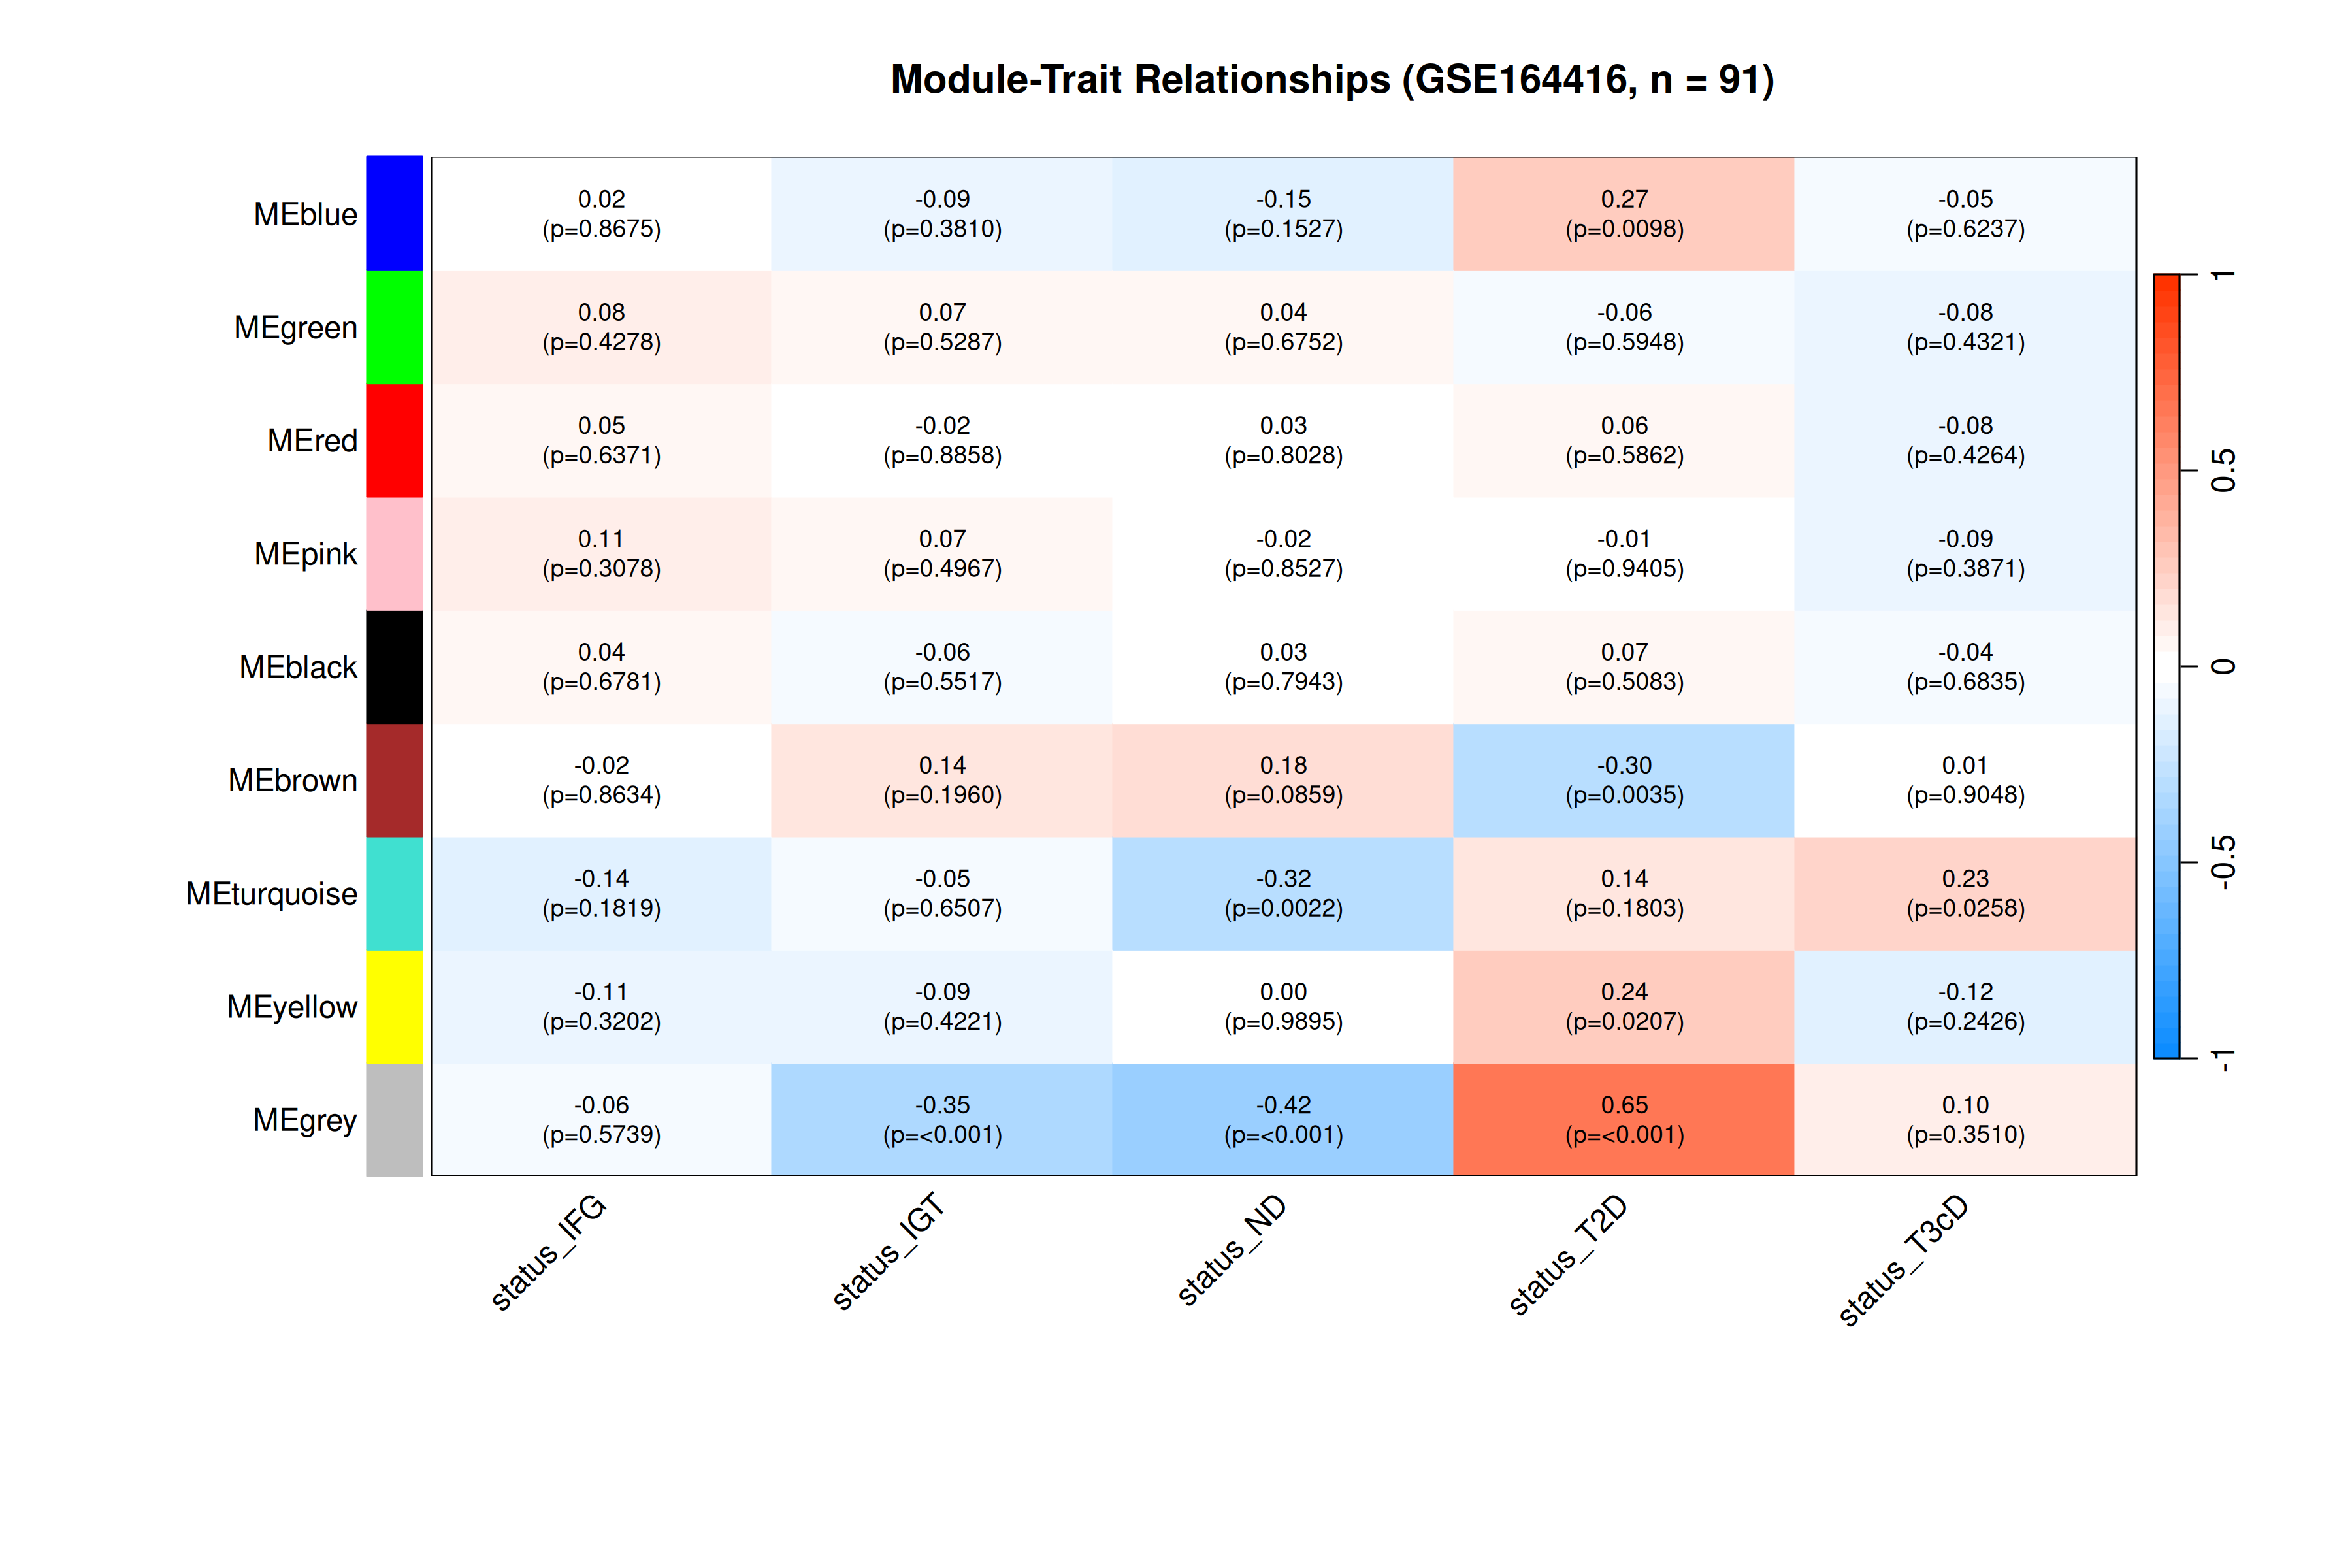 Module-Trait Relationships (GSE164416, n = 91)
MEblue
0.02
(p=0.8675)
-0.09
(p=0.3810)
-0.15
(p=0.1527)
0.27
(p=0.0098)
-0.05
(p=0.6237)
MEgreen
0.08
(p=0.4278)
0.07
(p=0.5287)
0.04
(p=0.6752)
-0.06
(p=0.5948)
-0.08
(p=0.4321)
MEred
0.05
(p=0.6371)
-0.02
(p=0.8858)
0.03
(p=0.8028)
0.06
(p=0.5862)
-0.08
(p=0.4264)
MEpink
0.11
(p=0.3078)
0.07
(p=0.4967)
-0.02
(p=0.8527)
-0.01
(p=0.9405)
-0.09
(p=0.3871)
MEblack
0.04
(p=0.6781)
-0.06
(p=0.5517)
0.03
(p=0.7943)
0.07
(p=0.5083)
-0.04
(p=0.6835)
MEbrown
-0.02
(p=0.8634)
0.14
(p=0.1960)
0.18
(p=0.0859)
-0.30
(p=0.0035)
0.01
(p=0.9048)
MEturquoise
-0.14
(p=0.1819)
-0.05
(p=0.6507)
-0.32
(p=0.0022)
0.14
(p=0.1803)
0.23
(p=0.0258)
MEyellow
-0.11
(p=0.3202)
-0.09
(p=0.4221)
0.00
(p=0.9895)
0.24
(p=0.0207)
-0.12
(p=0.2426)
MEgrey
-0.06
(p=0.5739)
-0.35
(p=<0.001)
-0.42
(p=<0.001)
0.65
(p=<0.001)
0.10
(p=0.3510)
status_IFG
status_IGT
status_ND
status_T2D
status_T3cD
1
0.5
0
-0.5
-1